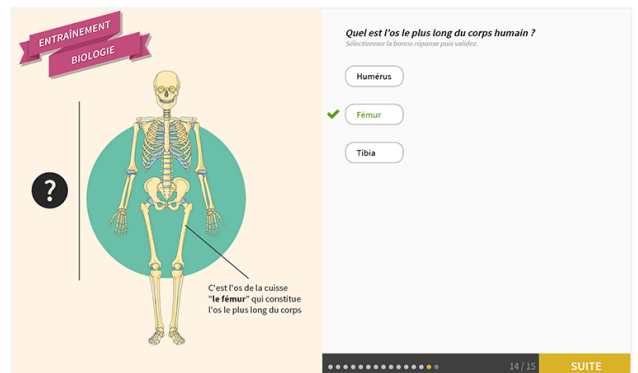 ENTRAÎNEMENT
BIOLOGIE
?
C'est l'os de la cuisse
"le fémur" qui constitue
l'os le plus long du corps
Quel est l'os le plus long du corps humain ?
Sélectionnez la bonne réponse puis validez.
Humérus
Fémur
Tibia
14 / 15
SUITE